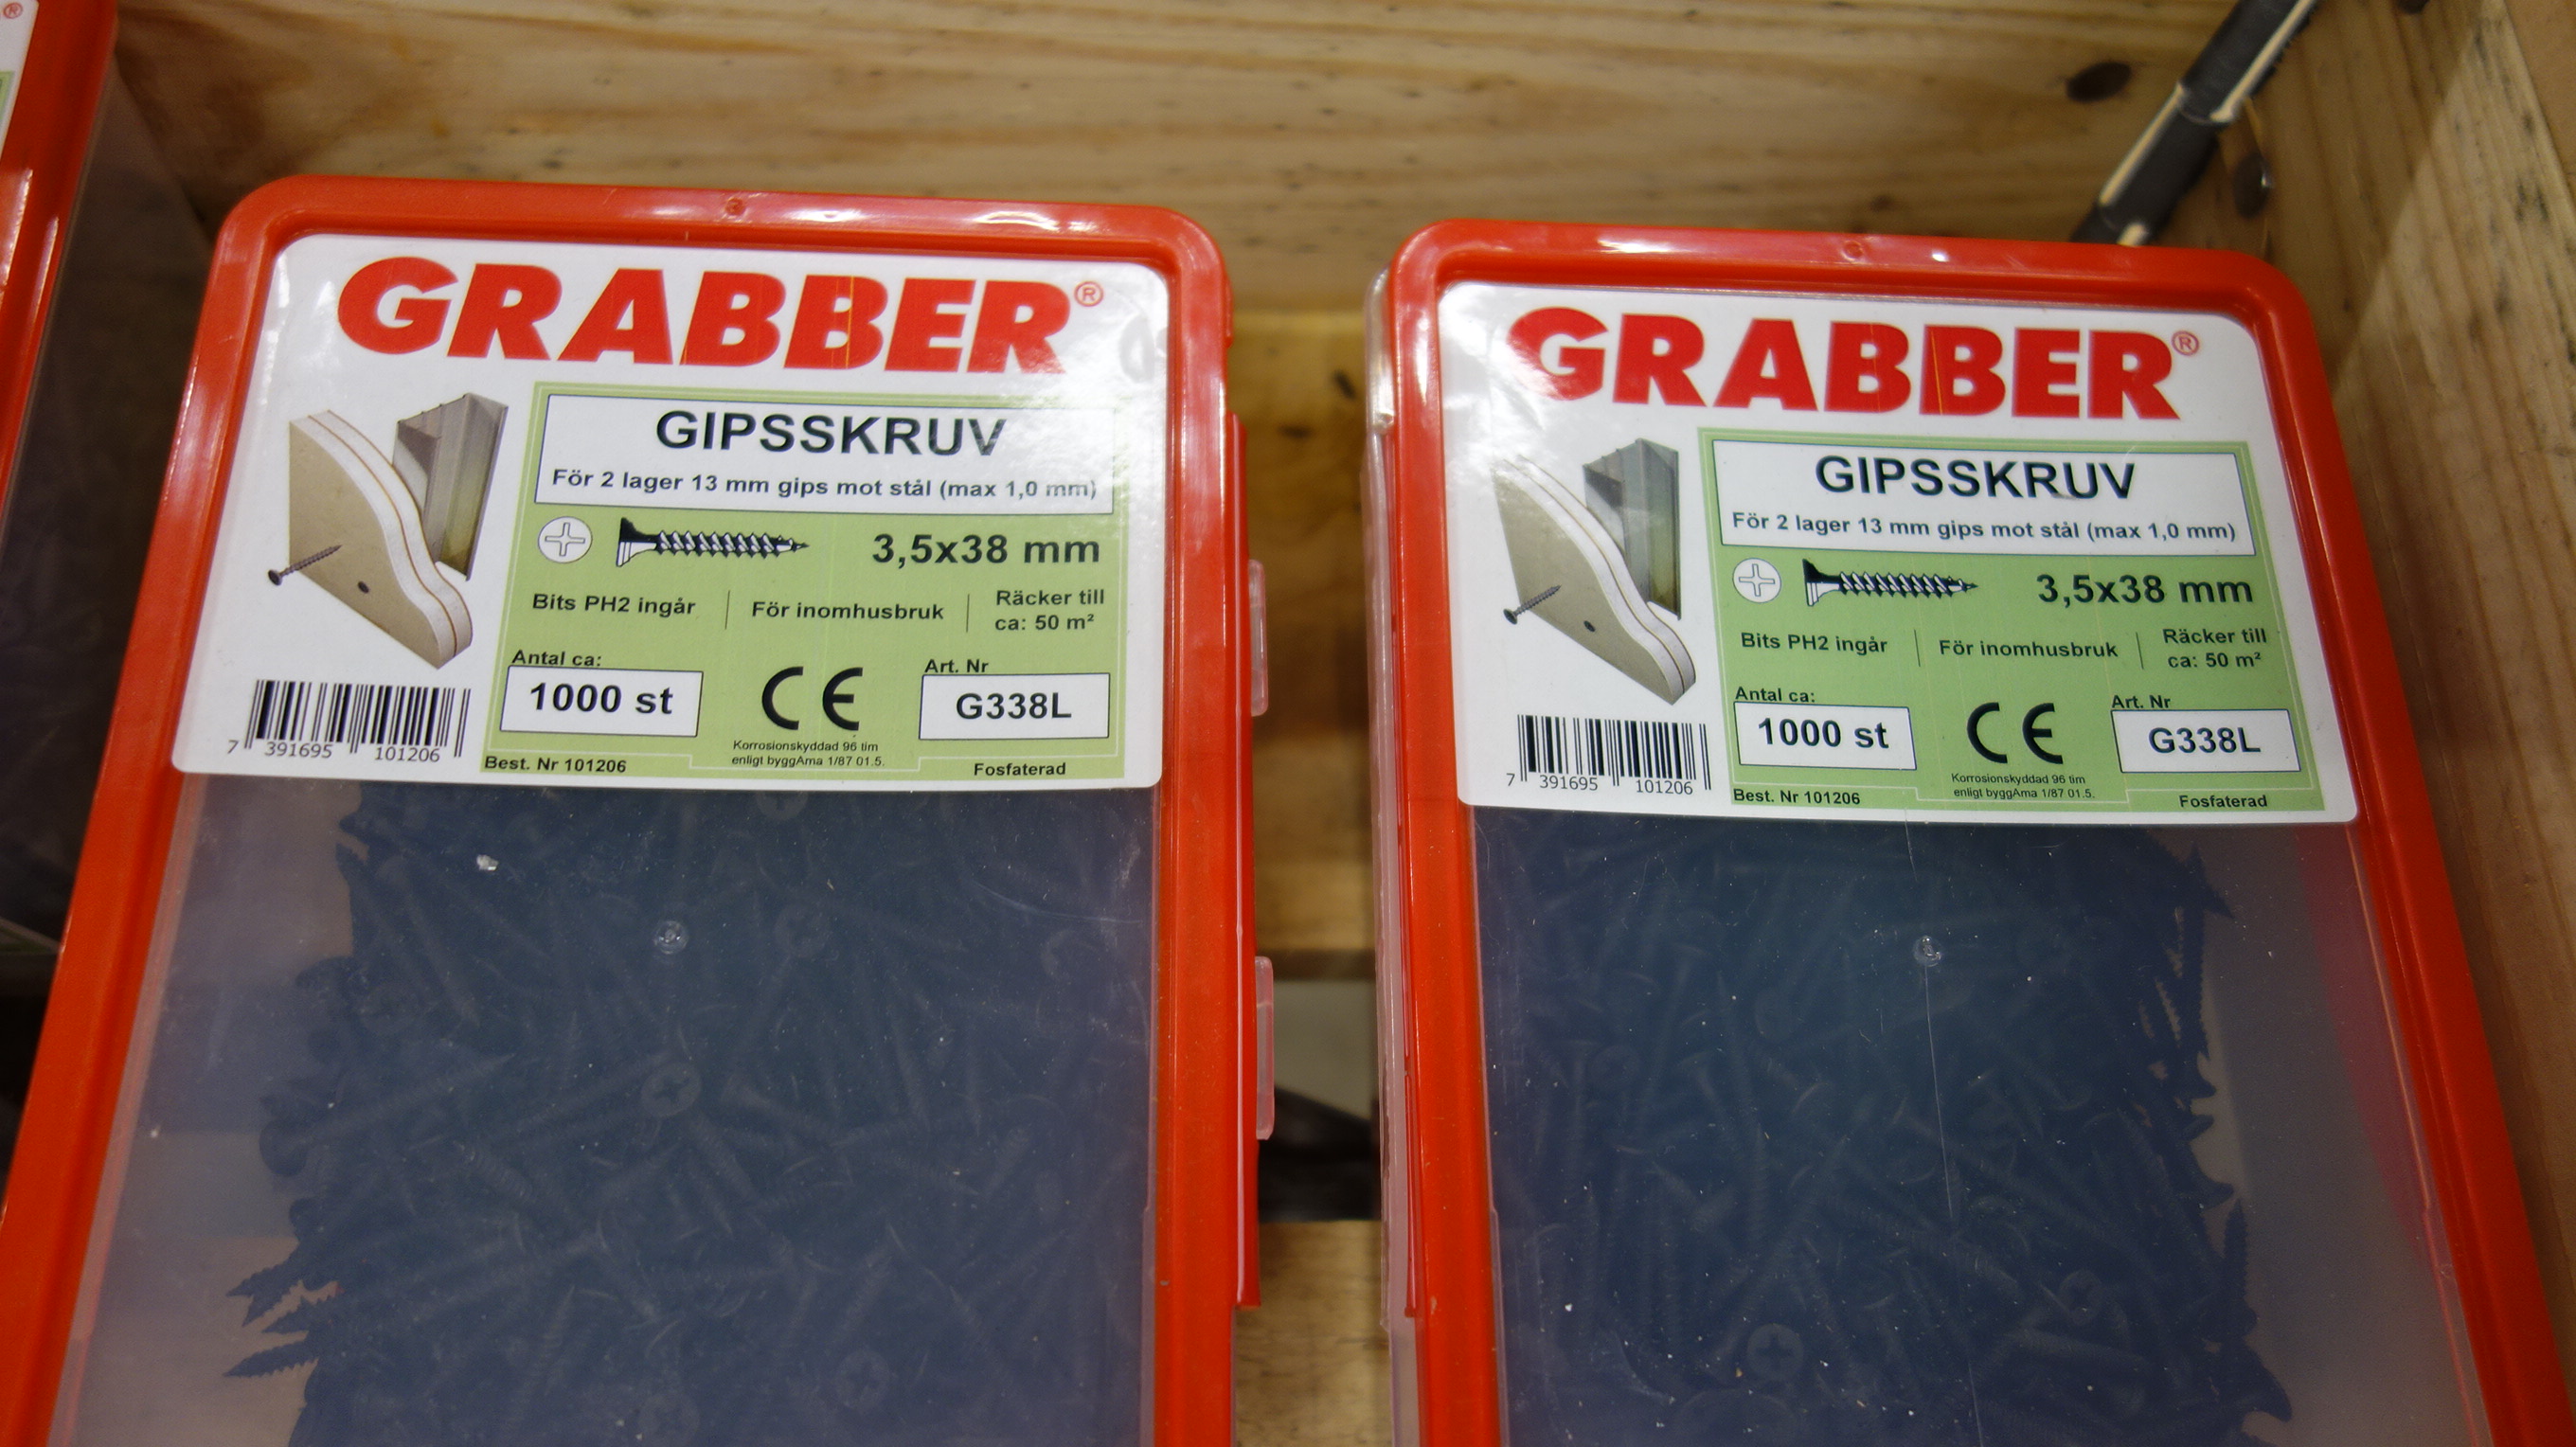 ®
GRABBER®
GIPSSKRUV
För 2 lager 13 mm gips mot stål (max 1,0 mm)
3,5x38 mm
Bits PH2 ingår
För inomhusbruk
Räcker till
ca: 50 m²
Antal ca:
1000 st
CE
Art. Nr
G338L
7 391695 101206
Best. Nr 101206
Korrosionskyddad 96 tim
enligt byggAma 1/87 01.5.
Fosfaterad
GRABBER®
GIPSSKRUV
För 2 lager 13 mm gips mot stål (max 1,0 mm)
3,5x38 mm
Bits PH2 ingår
För inomhusbruk
Räcker till
ca: 50 m²
Antal ca:
1000 st
CE
Art. Nr
G338L
7 391695 101206
Best. Nr 101206
Korrosionskyddad 96 tim
enligt byggAma 1/87 01.5.
Fosfaterad